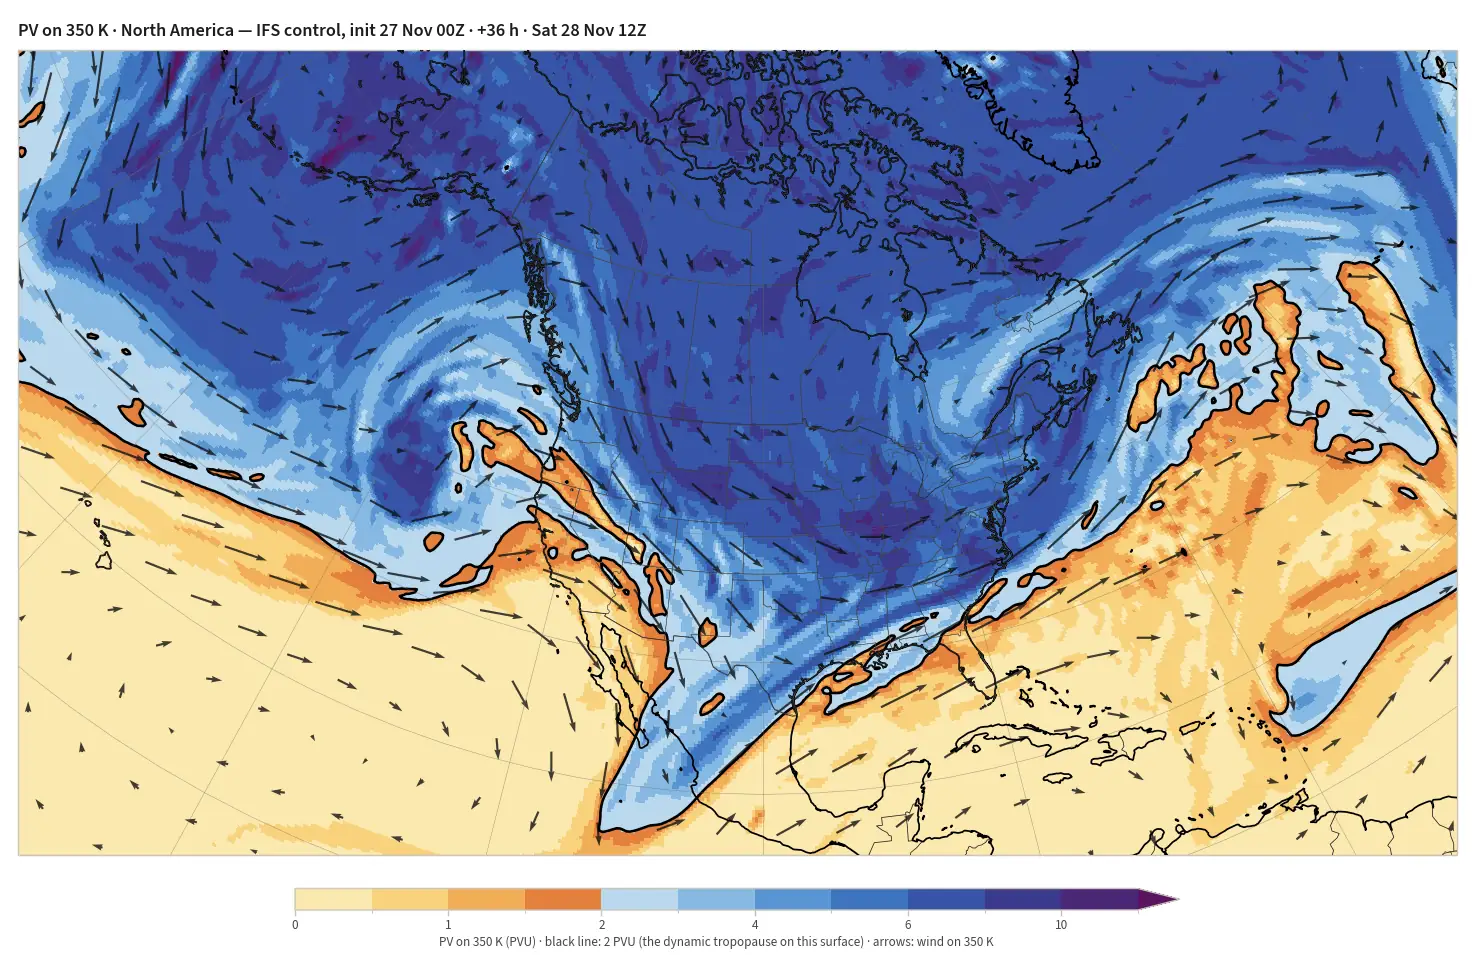 PV on 350 K · North America — IFS control, init 27 Nov 00Z · +36 h · Sat 28 Nov 12Z
0 1 2 4 6 10
PV on 350 K (PVU) · black line: 2 PVU (the dynamic tropopause on this surface) · arrows: wind on 350 K